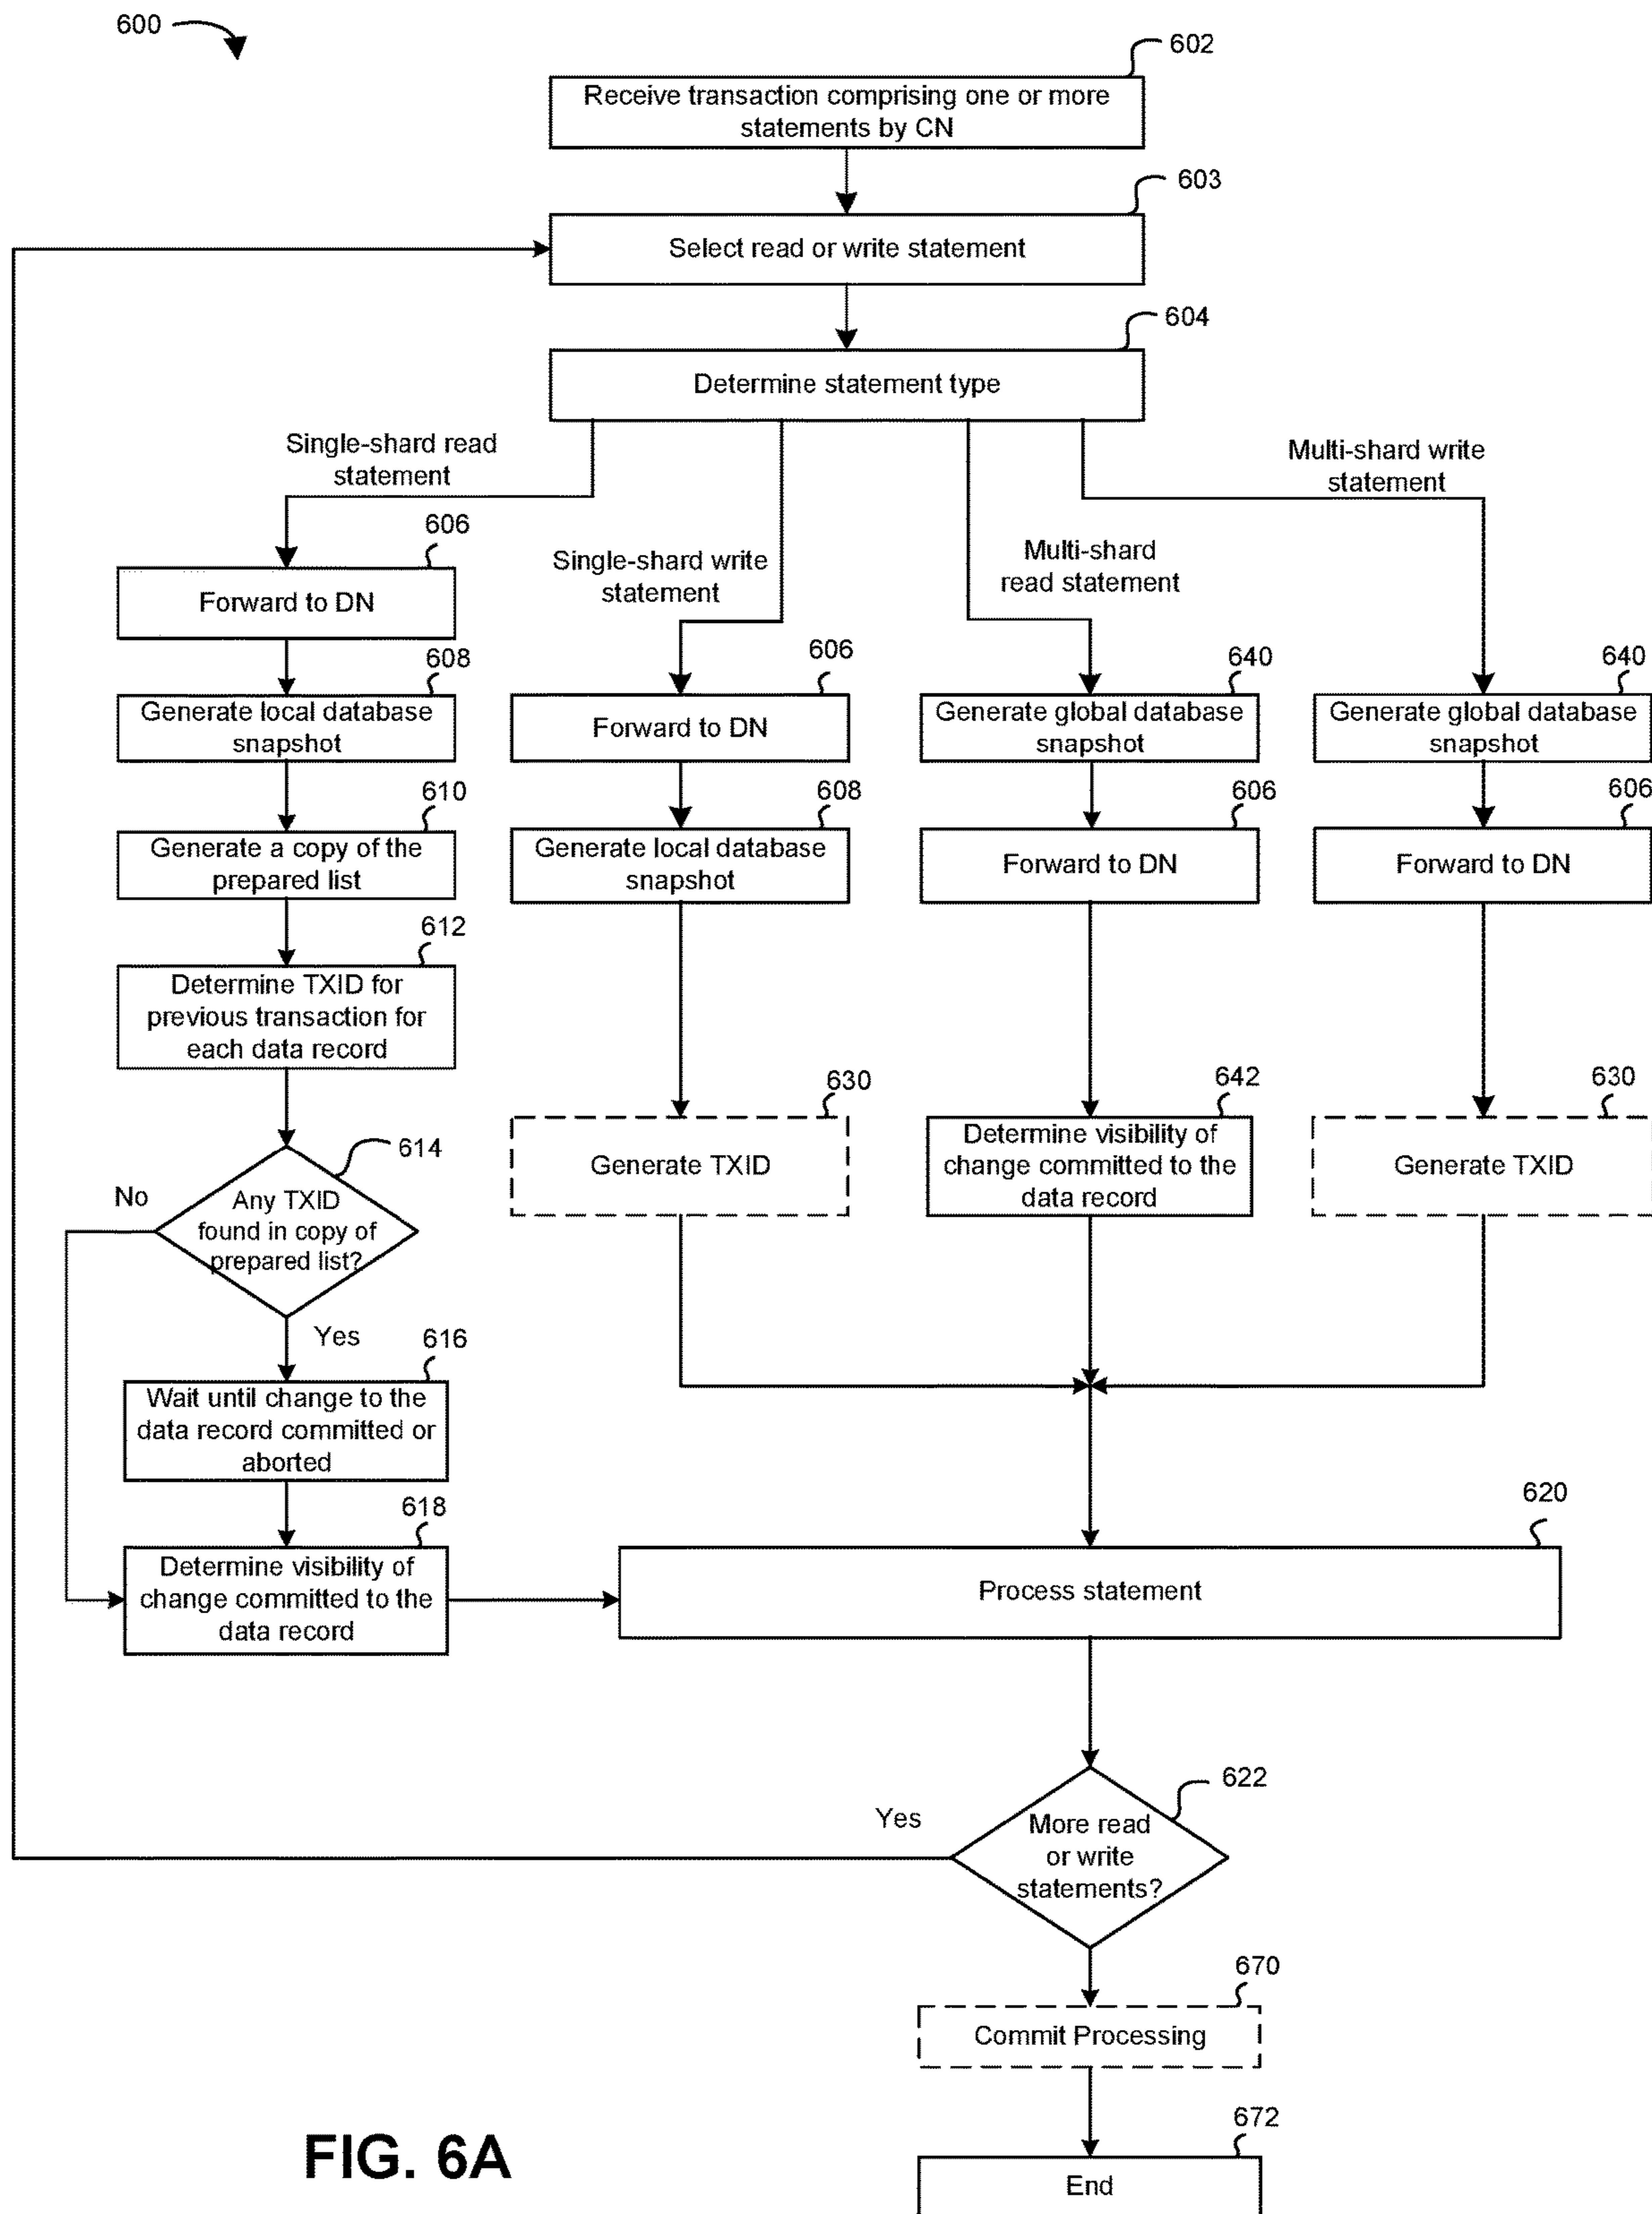 600
602
Receive transaction comprising one or more
statements by CN
603
Select read or write statement
604
Determine statement type
Single-shard read
statement
Multi-shard write
statement
Single-shard write
statement
Multi-shard
read statement
606
Forward to DN
608
Generate local database
snapshot
610
Generate a copy of the
prepared list
612
Determine TXID for
previous transaction for
each data record
614
No
Any TXID
found in copy of
prepared list?
Yes
616
Wait until change to the
data record committed or
aborted
618
Determine visibility of
change committed to the
data record
606
Forward to DN
608
Generate local database
snapshot
630
Generate TXID
640
Generate global database
snapshot
606
Forward to DN
642
Determine visibility of
change committed to the
data record
640
Generate global database
snapshot
606
Forward to DN
630
Generate TXID
620
Process statement
622
Yes
More read
or write
statements?
670
Commit Processing
672
End
FIG. 6A